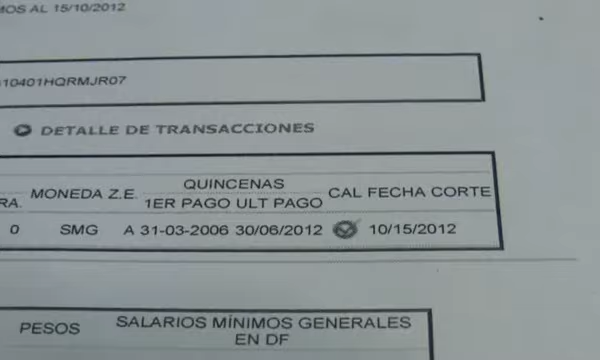 MOS AL 15/10/2012
10401HQRMJR07
DETALLE DE TRANSACCIONES
RA. MONEDA Z.E. QUINCENAS CAL FECHA CORTE
1ER PAGO ULT PAGO
0 SMG A 31-03-2006 30/06/2012 10/15/2012
PESOS SALARIOS MÍNIMOS GENERALES
EN DF